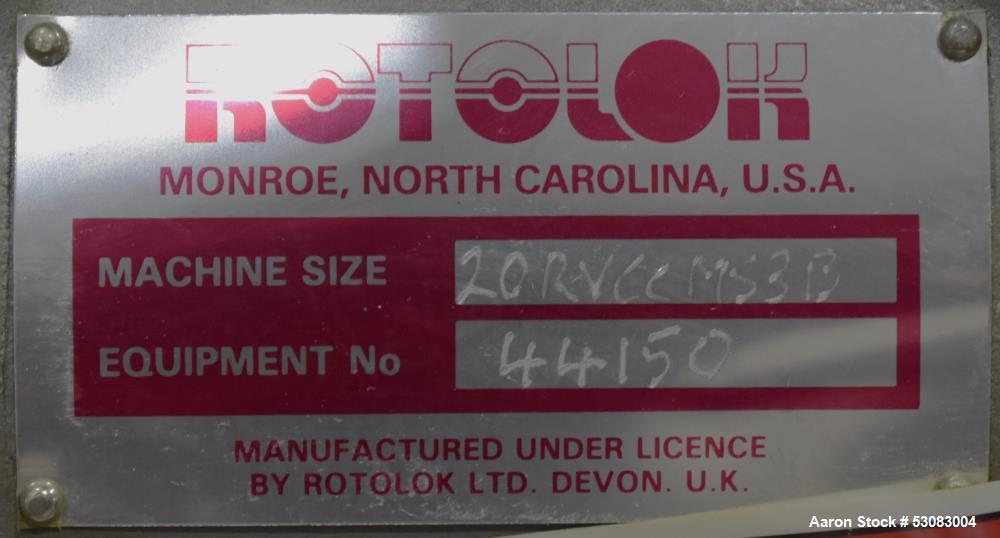 ROTOLOK
MONROE, NORTH CAROLINA, U.S.A.
MACHINE SIZE 20RVCCMS3B
EQUIPMENT No 44150
MANUFACTURED UNDER LICENCE
BY ROTOLOK LTD. DEVON. U.K.
Aaron Stock # 53083004